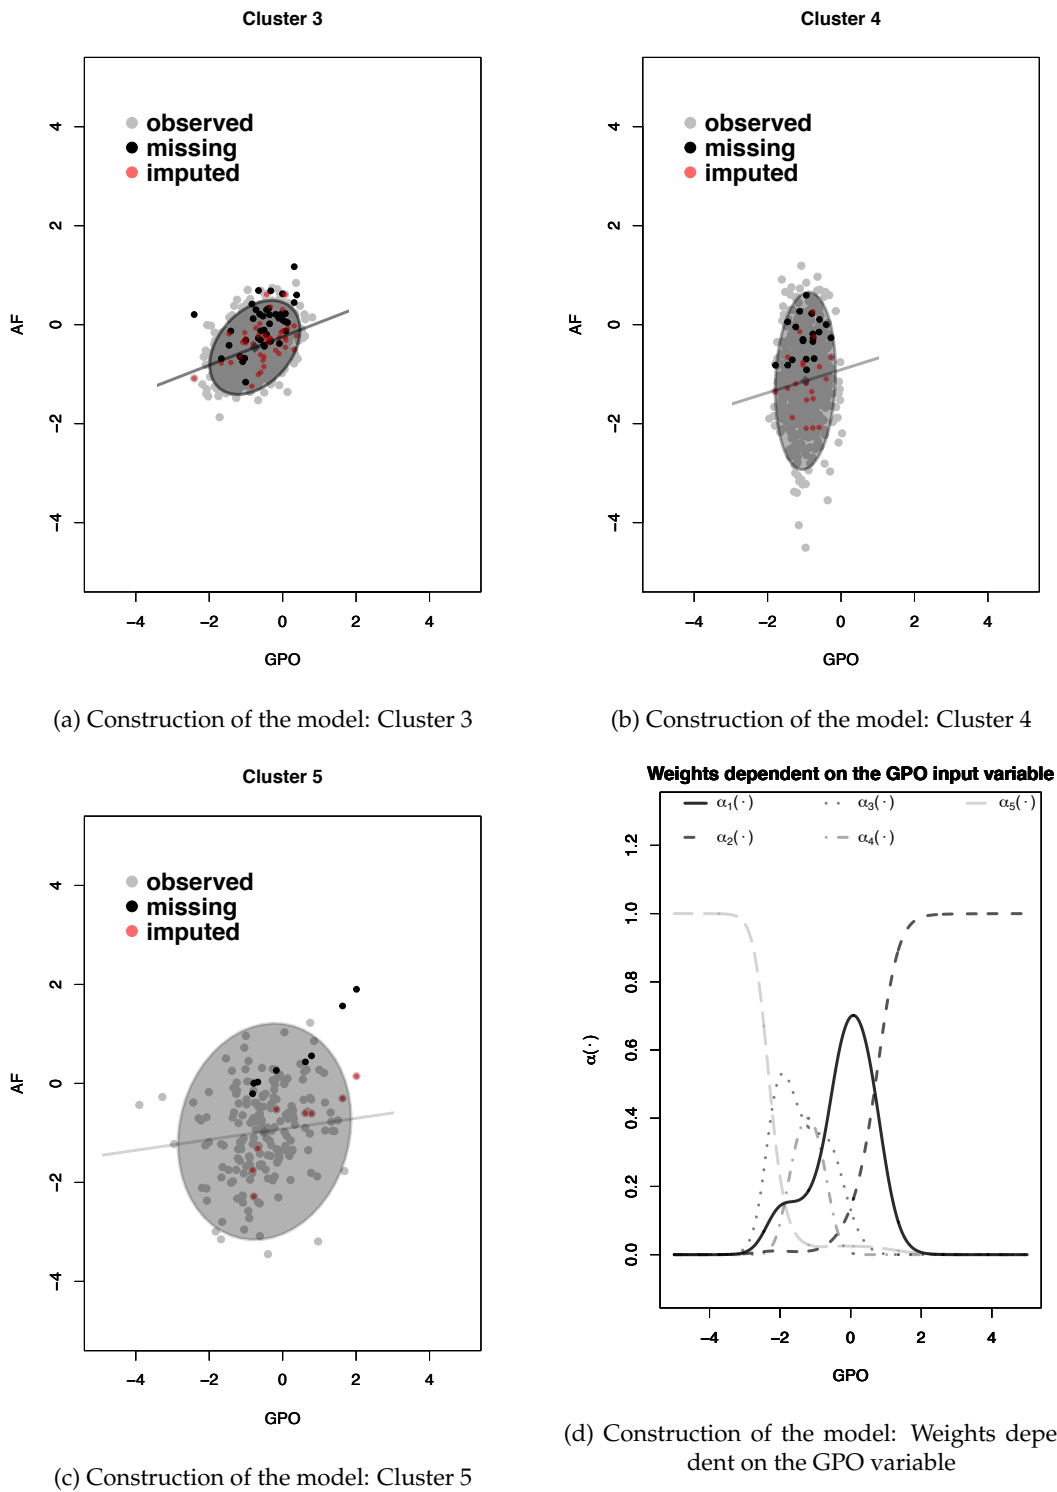 Cluster 3
observed
missing
imputed
4
2
0
−2
−4
AF
−4 −2 0 2 4
GPO
(a) Construction of the model: Cluster 3
Cluster 4
observed
missing
imputed
4
2
0
−2
−4
AF
−4 −2 0 2 4
GPO
(b) Construction of the model: Cluster 4
Cluster 5
observed
missing
imputed
4
2
0
−2
−4
AF
−4 −2 0 2 4
GPO
(c) Construction of the model: Cluster 5
Weights dependent on the GPO input variable
α₁(·) α₃(·) α₅(·)
α₂(·) α₄(·)
1.2
1.0
0.8
0.6
0.4
0.2
0.0
α(·)
−4 −2 0 2 4
GPO
(d) Construction of the model: Weights depe
dent on the GPO variable